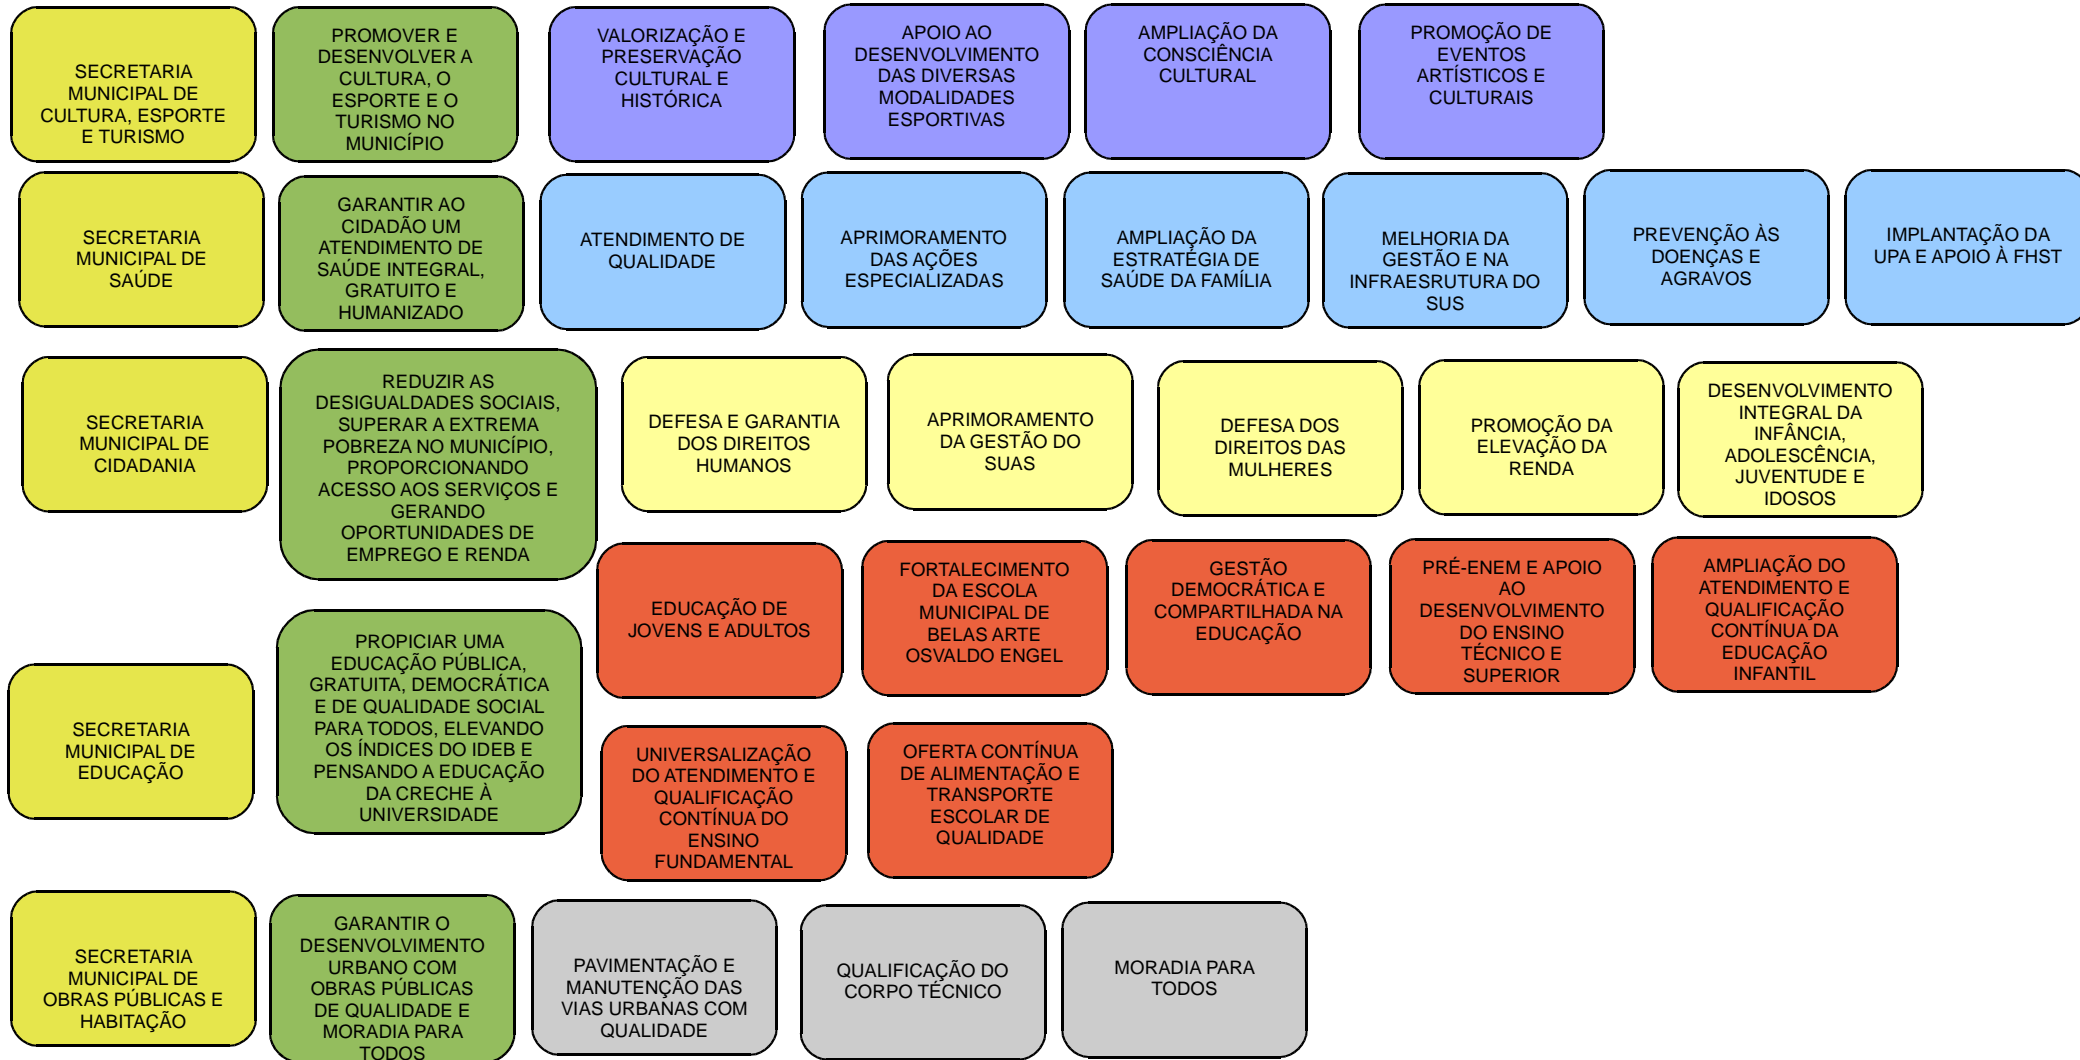 SECRETARIA
MUNICIPAL DE
CULTURA, ESPORTE
E TURISMO
PROMOVER E
DESENVOLVER A
CULTURA, O
ESPORTE E O
TURISMO NO
MUNICÍPIO
VALORIZAÇÃO E
PRESERVAÇÃO
CULTURAL E
HISTÓRICA
APOIO AO
DESENVOLVIMENTO
DAS DIVERSAS
MODALIDADES
ESPORTIVAS
AMPLIAÇÃO DA
CONSCIÊNCIA
CULTURAL
PROMOÇÃO DE
EVENTOS
ARTÍSTICOS E
CULTURAIS
SECRETARIA
MUNICIPAL DE
SAÚDE
GARANTIR AO
CIDADÃO UM
ATENDIMENTO DE
SAÚDE INTEGRAL,
GRATUITO E
HUMANIZADO
ATENDIMENTO DE
QUALIDADE
APRIMORAMENTO
DAS AÇÕES
ESPECIALIZADAS
AMPLIAÇÃO DA
ESTRATÉGIA DE
SAÚDE DA FAMÍLIA
MELHORIA DA
GESTÃO E NA
INFRAESRUTURA DO
SUS
PREVENÇÃO ÀS
DOENÇAS E
AGRAVOS
IMPLANTAÇÃO DA
UPA E APOIO À FHST
SECRETARIA
MUNICIPAL DE
CIDADANIA
REDUZIR AS
DESIGUALDADES SOCIAIS,
SUPERAR A EXTREMA
POBREZA NO MUNICÍPIO,
PROPORCIONANDO
ACESSO AOS SERVIÇOS E
GERANDO
OPORTUNIDADES DE
EMPREGO E RENDA
DEFESA E GARANTIA
DOS DIREITOS
HUMANOS
APRIMORAMENTO
DA GESTÃO DO
SUAS
DEFESA DOS
DIREITOS DAS
MULHERES
PROMOÇÃO DA
ELEVAÇÃO DA
RENDA
DESENVOLVIMENTO
INTEGRAL DA
INFÂNCIA,
ADOLESCÊNCIA,
JUVENTUDE E
IDOSOS
SECRETARIA
MUNICIPAL DE
EDUCAÇÃO
PROPICIAR UMA
EDUCAÇÃO PÚBLICA,
GRATUITA, DEMOCRÁTICA
E DE QUALIDADE SOCIAL
PARA TODOS, ELEVANDO
OS ÍNDICES DO IDEB E
PENSANDO A EDUCAÇÃO
DA CRECHE À
UNIVERSIDADE
EDUCAÇÃO DE
JOVENS E ADULTOS
FORTALECIMENTO
DA ESCOLA
MUNICIPAL DE
BELAS ARTE
OSVALDO ENGEL
GESTÃO
DEMOCRÁTICA E
COMPARTILHADA NA
EDUCAÇÃO
PRÉ-ENEM E APOIO
AO
DESENVOLVIMENTO
DO ENSINO
TÉCNICO E
SUPERIOR
AMPLIAÇÃO DO
ATENDIMENTO E
QUALIFICAÇÃO
CONTÍNUA DA
EDUCAÇÃO
INFANTIL
UNIVERSALIZAÇÃO
DO ATENDIMENTO E
QUALIFICAÇÃO
CONTÍNUA DO
ENSINO
FUNDAMENTAL
OFERTA CONTÍNUA
DE ALIMENTAÇÃO E
TRANSPORTE
ESCOLAR DE
QUALIDADE
SECRETARIA
MUNICIPAL DE
OBRAS PÚBLICAS E
HABITAÇÃO
GARANTIR O
DESENVOLVIMENTO
URBANO COM
OBRAS PÚBLICAS
DE QUALIDADE E
MORADIA PARA
TODOS
PAVIMENTAÇÃO E
MANUTENÇÃO DAS
VIAS URBANAS COM
QUALIDADE
QUALIFICAÇÃO DO
CORPO TÉCNICO
MORADIA PARA
TODOS